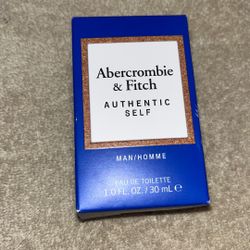 Abercrombie
& Fitch
AUTHENTIC
SELF
MAN/HOMME
EAU DE TOILETTE
1.0 FL. OZ. / 30 mL ℮